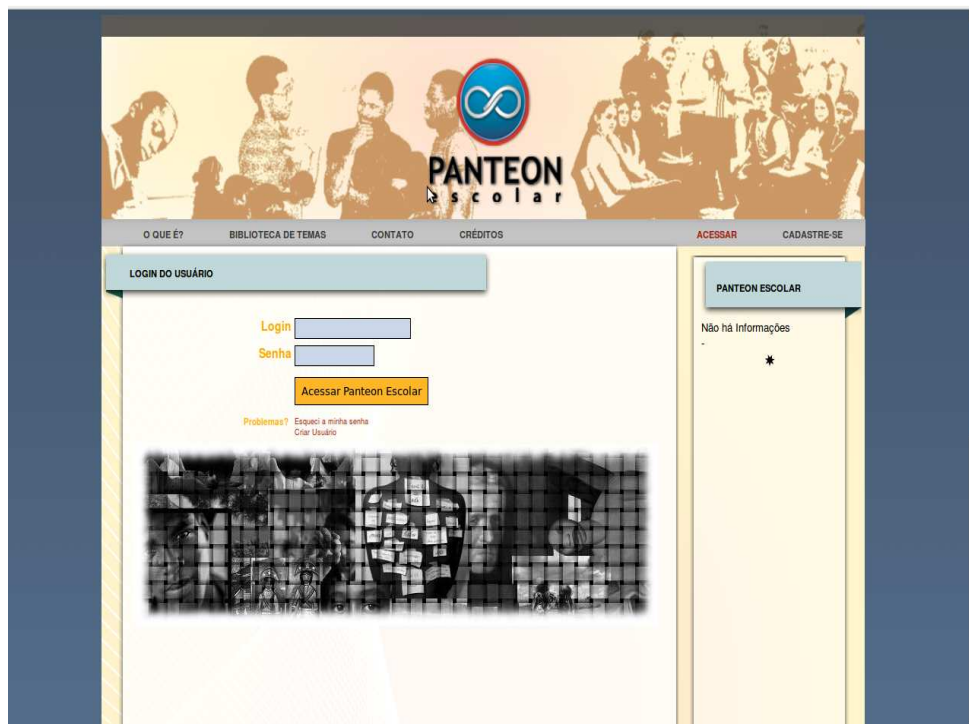 PANTEON
escolar
O QUE É? BIBLIOTECA DE TEMAS CONTATO CRÉDITOS ACESSAR CADASTRE-SE
LOGIN DO USUÁRIO
Login
Senha
Acessar Panteon Escolar
Problemas? Esqueci a minha senha
Criar Usuário
PANTEON ESCOLAR
Não há Informações
-